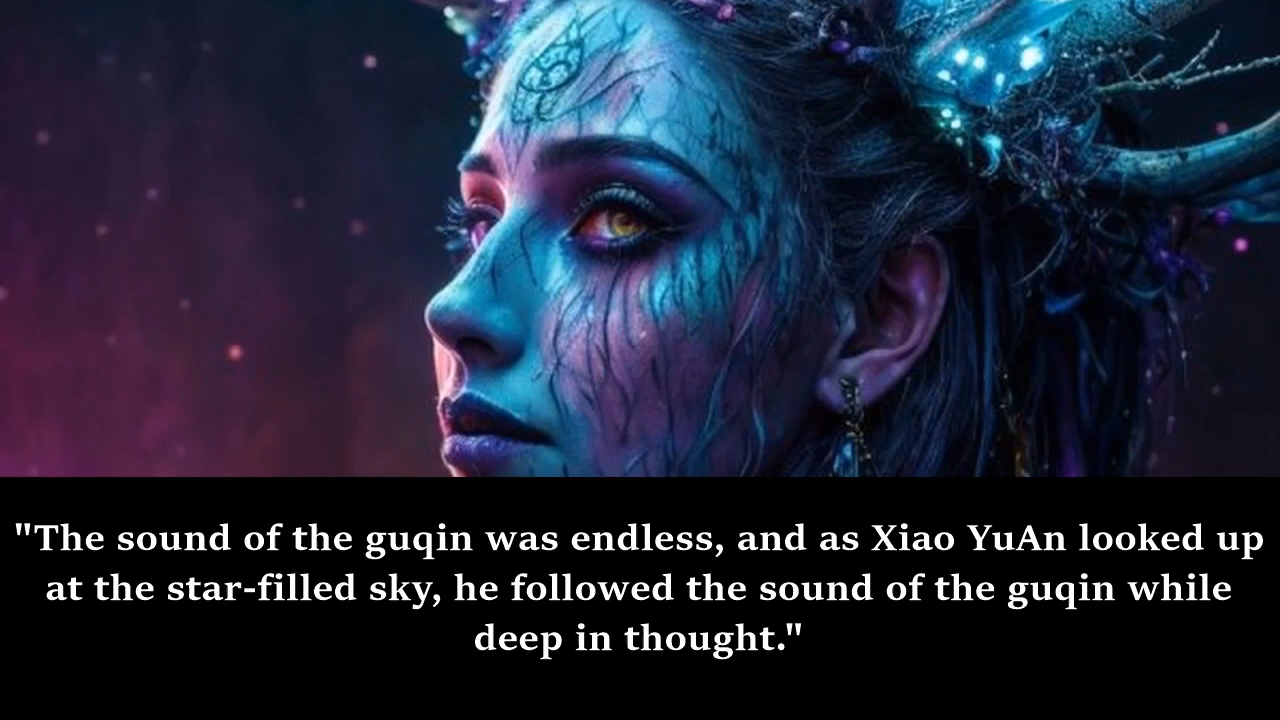 "The sound of the guqin was endless, and as Xiao YuAn looked up
at the star-filled sky, he followed the sound of the guqin while
deep in thought."